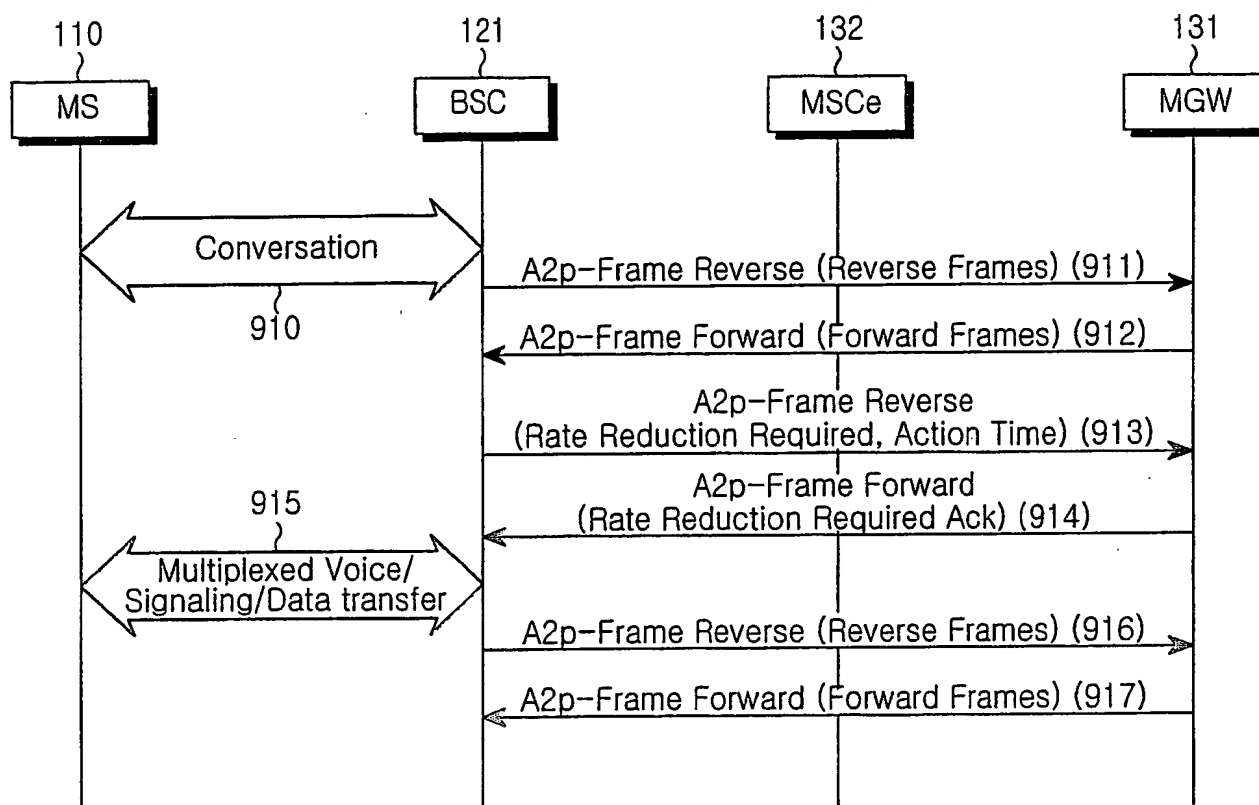 110
121
132
131
MS
BSC
MSCe
MGW
Conversation
910
A2p-Frame Reverse (Reverse Frames) (911)
A2p-Frame Forward (Forward Frames) (912)
A2p-Frame Reverse
(Rate Reduction Required, Action Time) (913)
A2p-Frame Forward
(Rate Reduction Required Ack) (914)
915
Multiplexed Voice/
Signaling/Data transfer
A2p-Frame Reverse (Reverse Frames) (916)
A2p-Frame Forward (Forward Frames) (917)